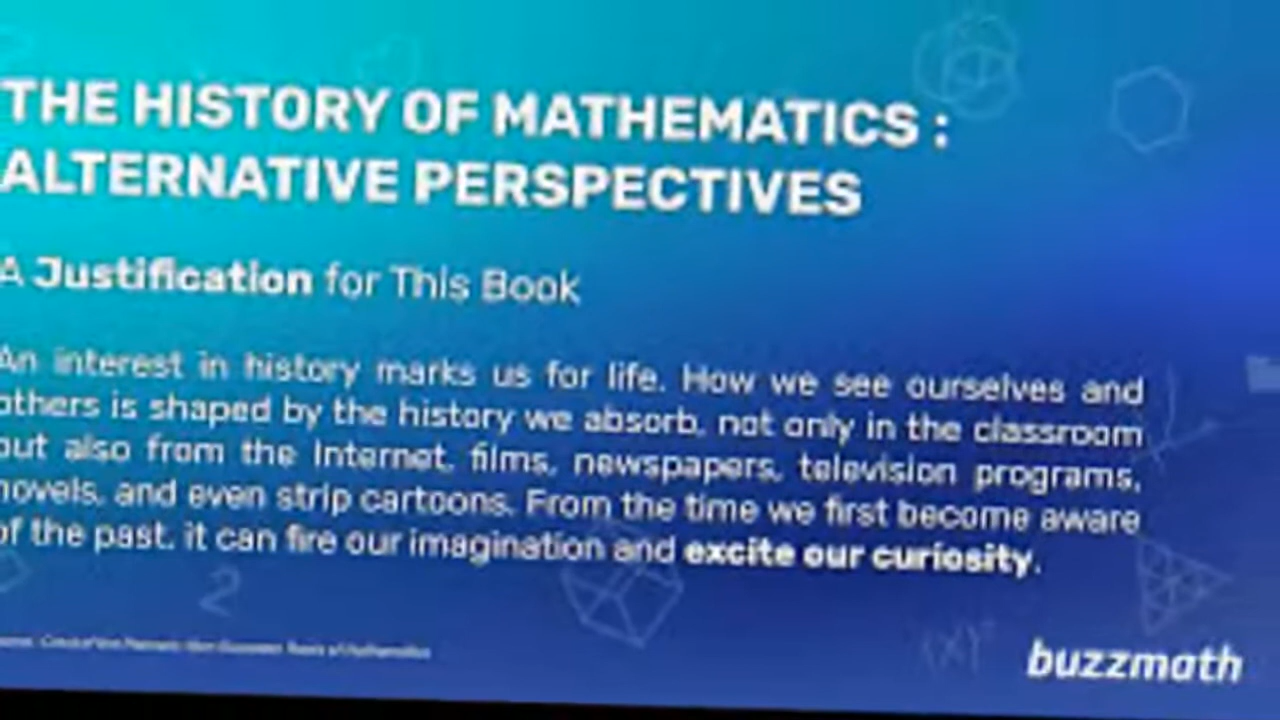 THE HISTORY OF MATHEMATICS :
ALTERNATIVE PERSPECTIVES
A Justification for This Book
An interest in history marks us for life. How we see ourselves and
others is shaped by the history we absorb, not only in the classroom
but also from the Internet, films, newspapers, television programs,
novels, and even strip cartoons. From the time we first become aware
of the past, it can fire our imagination and excite our curiosity.
2
(x)
of Mathematics
buzzmath